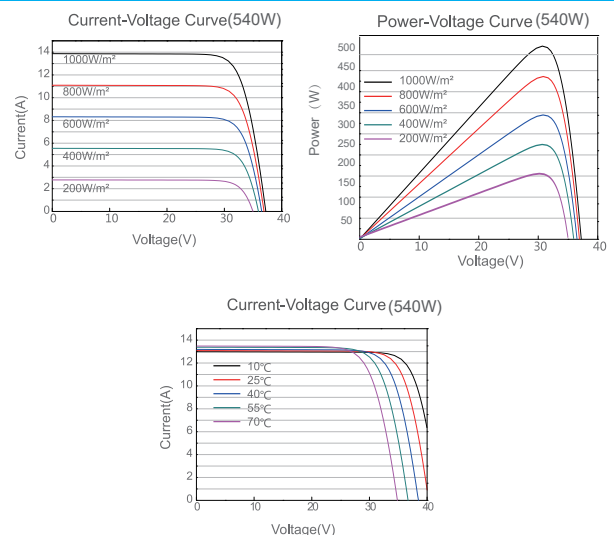 Current-Voltage Curve(540W)
14
12
10
8
6
4
2
0
1000W/m²
800W/m²
600W/m²
400W/m²
200W/m²
0
10
20
30
40
Current(A)
Voltage(V)
Power-Voltage Curve (540W)
500
450
400
350
300
250
200
150
100
50
1000W/m²
800W/m²
600W/m²
400W/m²
200W/m²
0
10
20
30
40
Power (W)
Voltage(V)
Current-Voltage Curve (540W)
14
12
10
8
6
4
2
0
10℃
25℃
40℃
55℃
70℃
0
10
20
30
40
Current(A)
Voltage(V)